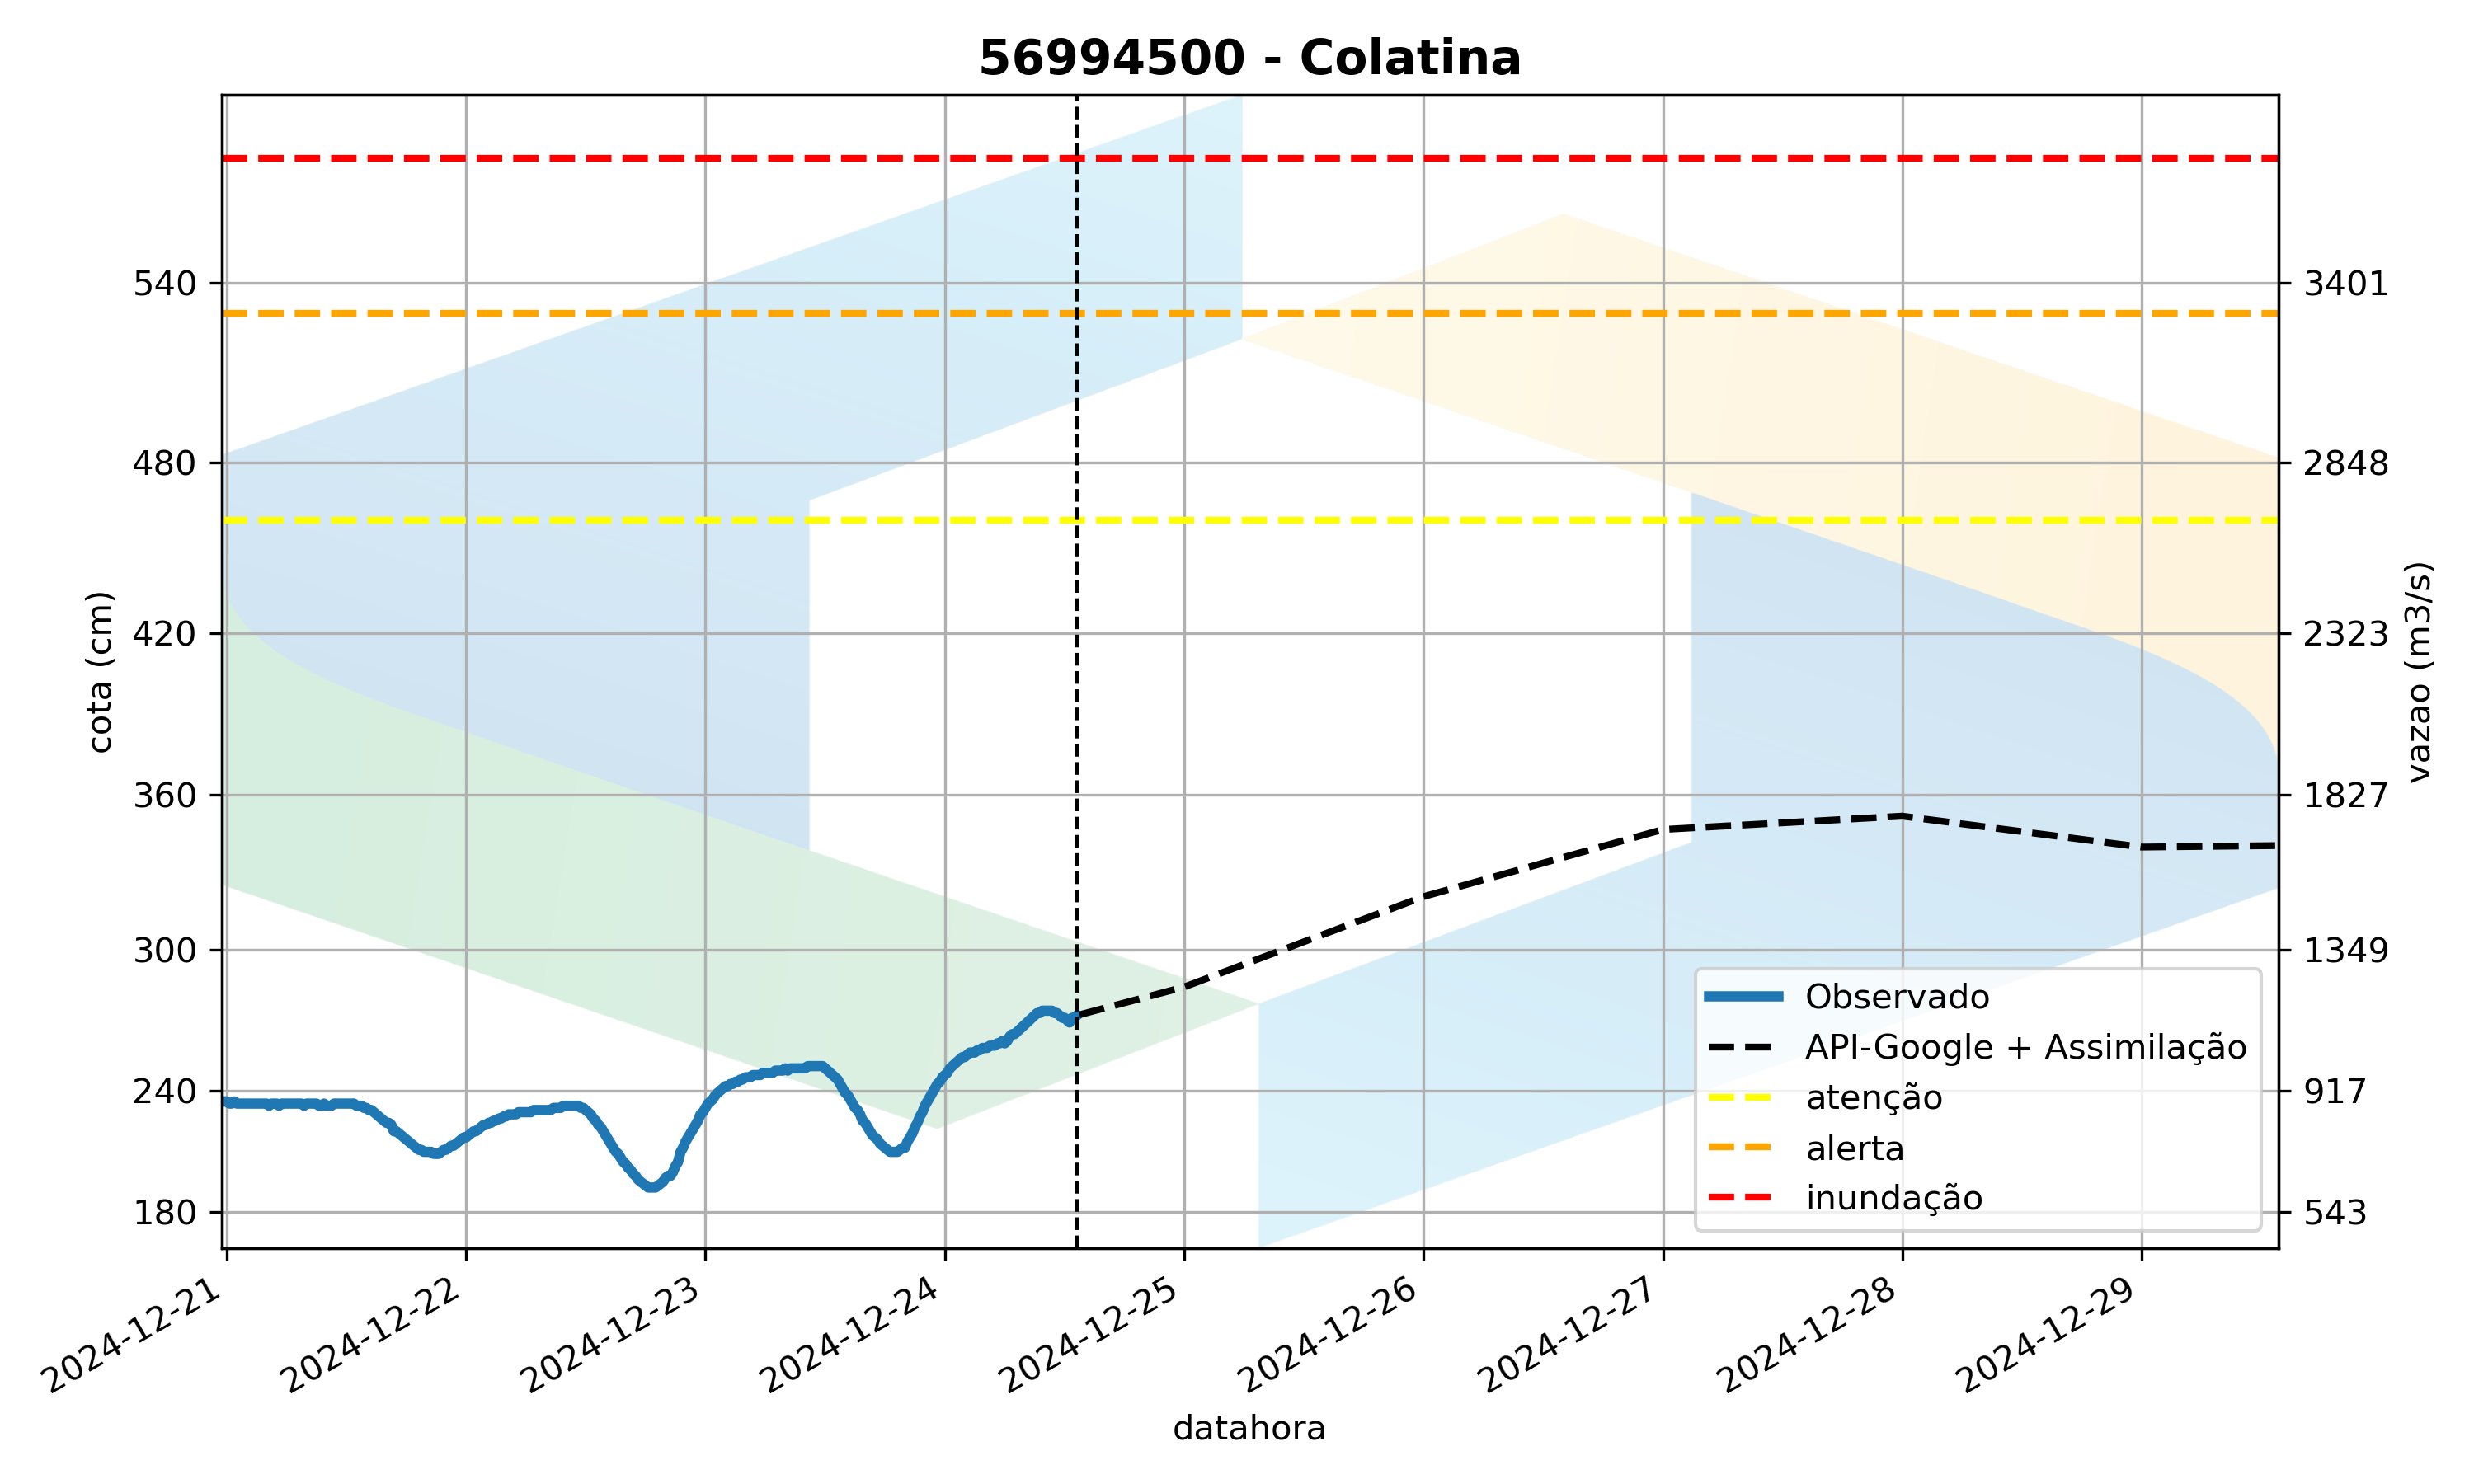 56994500 - Colatina
540
480
420
360
300
240
180
cota (cm)
3401
2848
2323
1827
1349
917
543
vazao (m3/s)
Observado
API-Google + Assimilação
atenção
alerta
inundação
2024-12-21
2024-12-22
2024-12-23
2024-12-24
2024-12-25
2024-12-26
2024-12-27
2024-12-28
2024-12-29
datahora